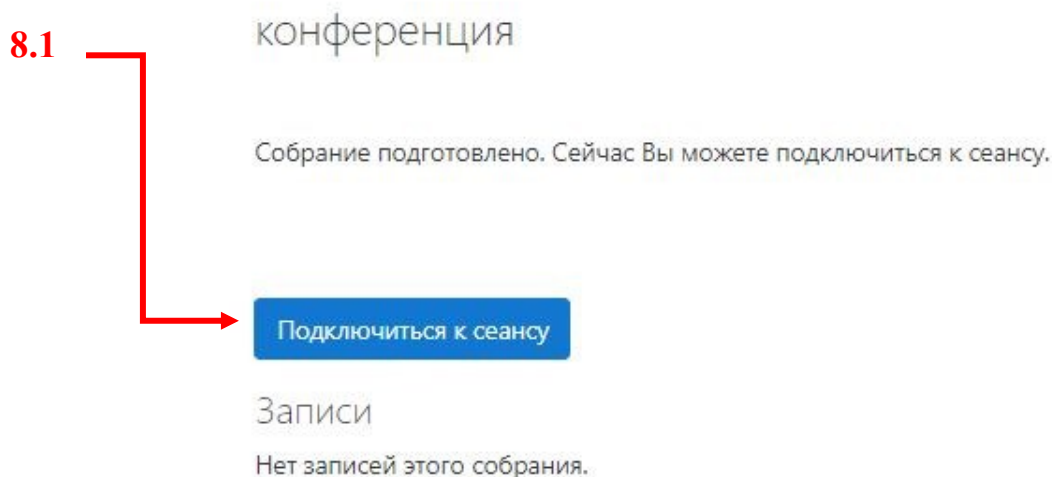 конференция
8.1
Собрание подготовлено. Сейчас Вы можете подключиться к сеансу.
Подключиться к сеансу
Записи
Нет записей этого собрания.